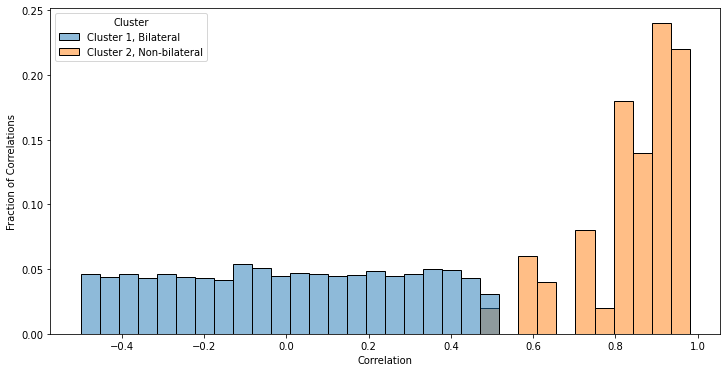 Cluster
Cluster 1, Bilateral
Cluster 2, Non-bilateral
Fraction of Correlations
0.25
0.20
0.15
0.10
0.05
0.00
−0.4 −0.2 0.0 0.2 0.4 0.6 0.8 1.0
Correlation